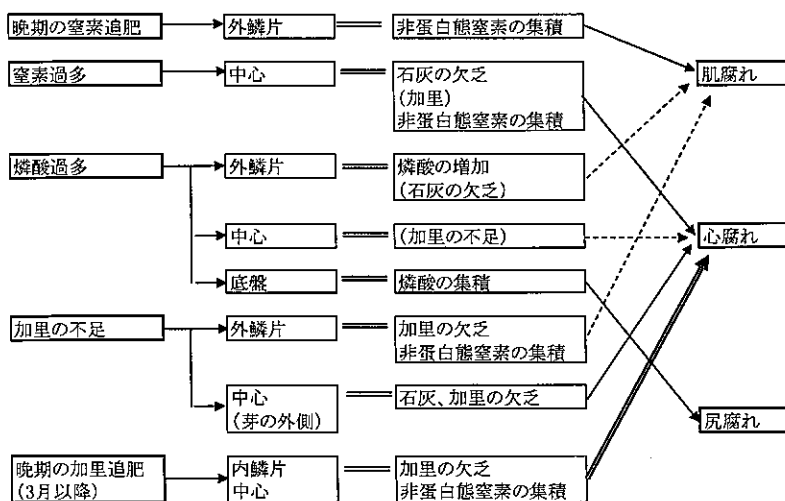 晩期の窒素追肥
外鱗片
非蛋白態窒素の集積
窒素過多
中心
石灰の欠乏
(加里)
非蛋白態窒素の集積
肌腐れ
燐酸過多
外鱗片
燐酸の増加
(石灰の欠乏)
中心
(加里の不足)
心腐れ
底盤
燐酸の集積
加里の不足
外鱗片
加里の欠乏
非蛋白態窒素の集積
中心
(芽の外側)
石灰、加里の欠乏
尻腐れ
晩期の加里追肥
(3月以降)
内鱗片
中心
加里の欠乏
非蛋白態窒素の集積